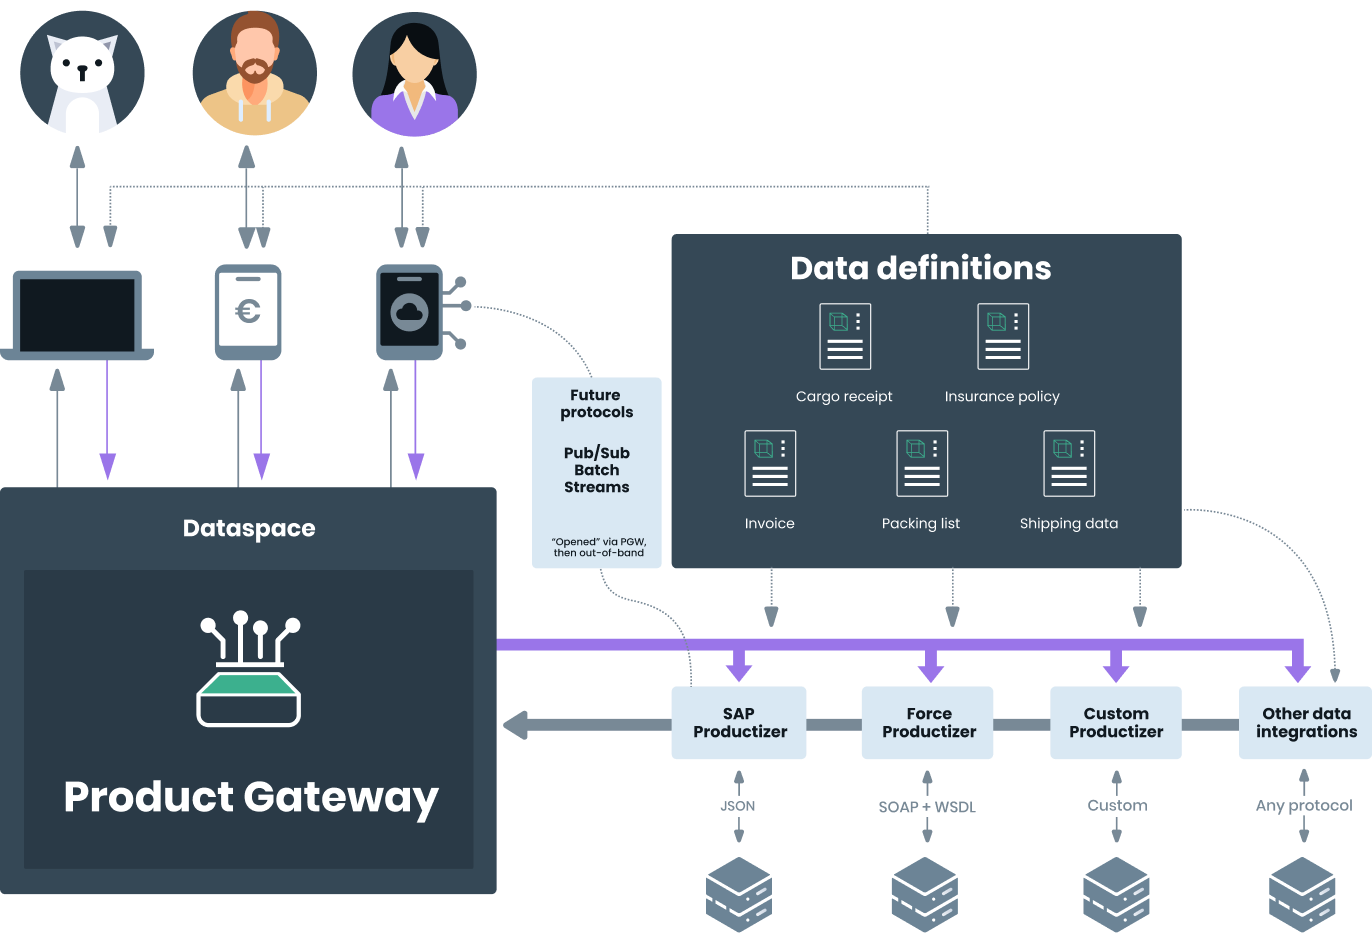 Data definitions
Cargo receipt
Insurance policy
Invoice
Packing list
Shipping data
€
Future
protocols
Pub/Sub
Batch
Streams
“Opened” via PGW,
then out-of-band
Dataspace
Product Gateway
SAP
Productizer
Force
Productizer
Custom
Productizer
Other data
integrations
JSON
SOAP + WSDL
Custom
Any protocol